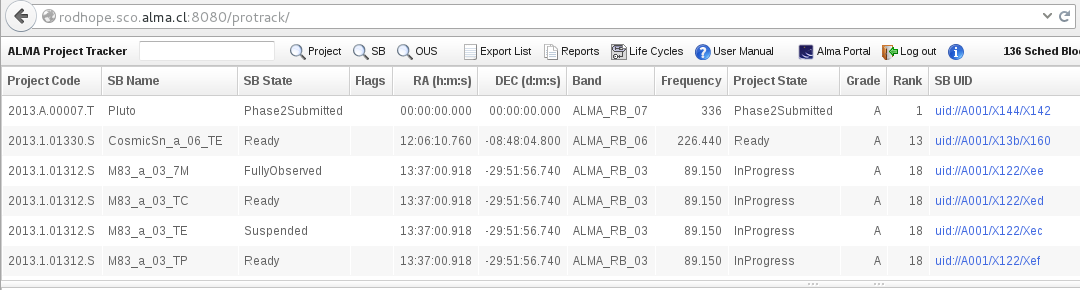 rodhope.sco.alma.cl:8080/protrack/
ALMA Project Tracker Project SB OUS Export List Reports Life Cycles User Manual Alma Portal Log out 136 Sched Blo
Project Code SB Name SB State Flags RA (h:m:s) DEC (d:m:s) Band Frequency Project State Grade Rank SB UID
2013.A.00007.T Pluto Phase2Submitted 00:00:00.000 00:00:00.000 ALMA_RB_07 336 Phase2Submitted A 1 uid://A001/X144/X142
2013.1.01330.S CosmicSn_a_06_TE Ready 12:06:10.760 -08:48:04.800 ALMA_RB_06 226.440 Ready A 13 uid://A001/X13b/X160
2013.1.01312.S M83_a_03_7M FullyObserved 13:37:00.918 -29:51:56.740 ALMA_RB_03 89.150 InProgress A 18 uid://A001/X122/Xee
2013.1.01312.S M83_a_03_TC Ready 13:37:00.918 -29:51:56.740 ALMA_RB_03 89.150 InProgress A 18 uid://A001/X122/Xed
2013.1.01312.S M83_a_03_TE Suspended 13:37:00.918 -29:51:56.740 ALMA_RB_03 89.150 InProgress A 18 uid://A001/X122/Xec
2013.1.01312.S M83_a_03_TP Ready 13:37:00.918 -29:51:56.740 ALMA_RB_03 89.150 InProgress A 18 uid://A001/X122/Xef